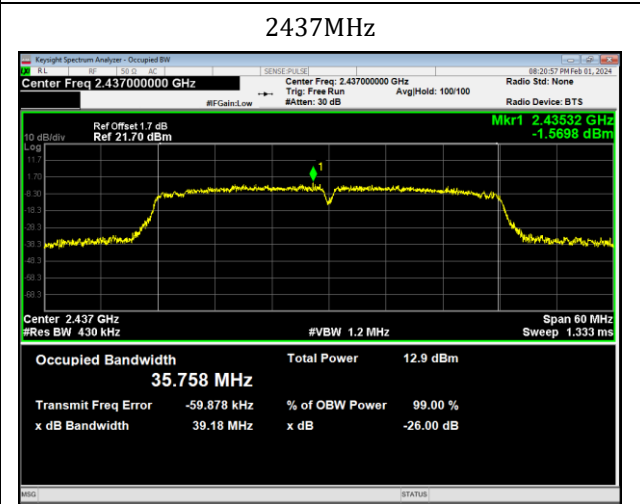 2437MHz
Keysight Spectrum Analyzer - Occupied BW
RL RF 50 Ω AC SENSE:PULSE 08:20:57 PM Feb 01, 2024
Center Freq 2.437000000 GHz Center Freq: 2.437000000 GHz Radio Std: None
Trig: Free Run Avg|Hold: 100/100
#IFGain:Low #Atten: 30 dB Radio Device: BTS
Ref Offset 1.7 dB Mkr1 2.43532 GHz
10 dB/div Ref 21.70 dBm -1.5698 dBm
Log
11.7
1
1.70
-8.30
-18.3
-28.3
-38.3
-48.3
-58.3
-68.3
Center 2.437 GHz Span 60 MHz
#Res BW 430 kHz #VBW 1.2 MHz Sweep 1.333 ms
Occupied Bandwidth Total Power 12.9 dBm
35.758 MHz
Transmit Freq Error -59.878 kHz % of OBW Power 99.00 %
x dB Bandwidth 39.18 MHz x dB -26.00 dB
MSG STATUS